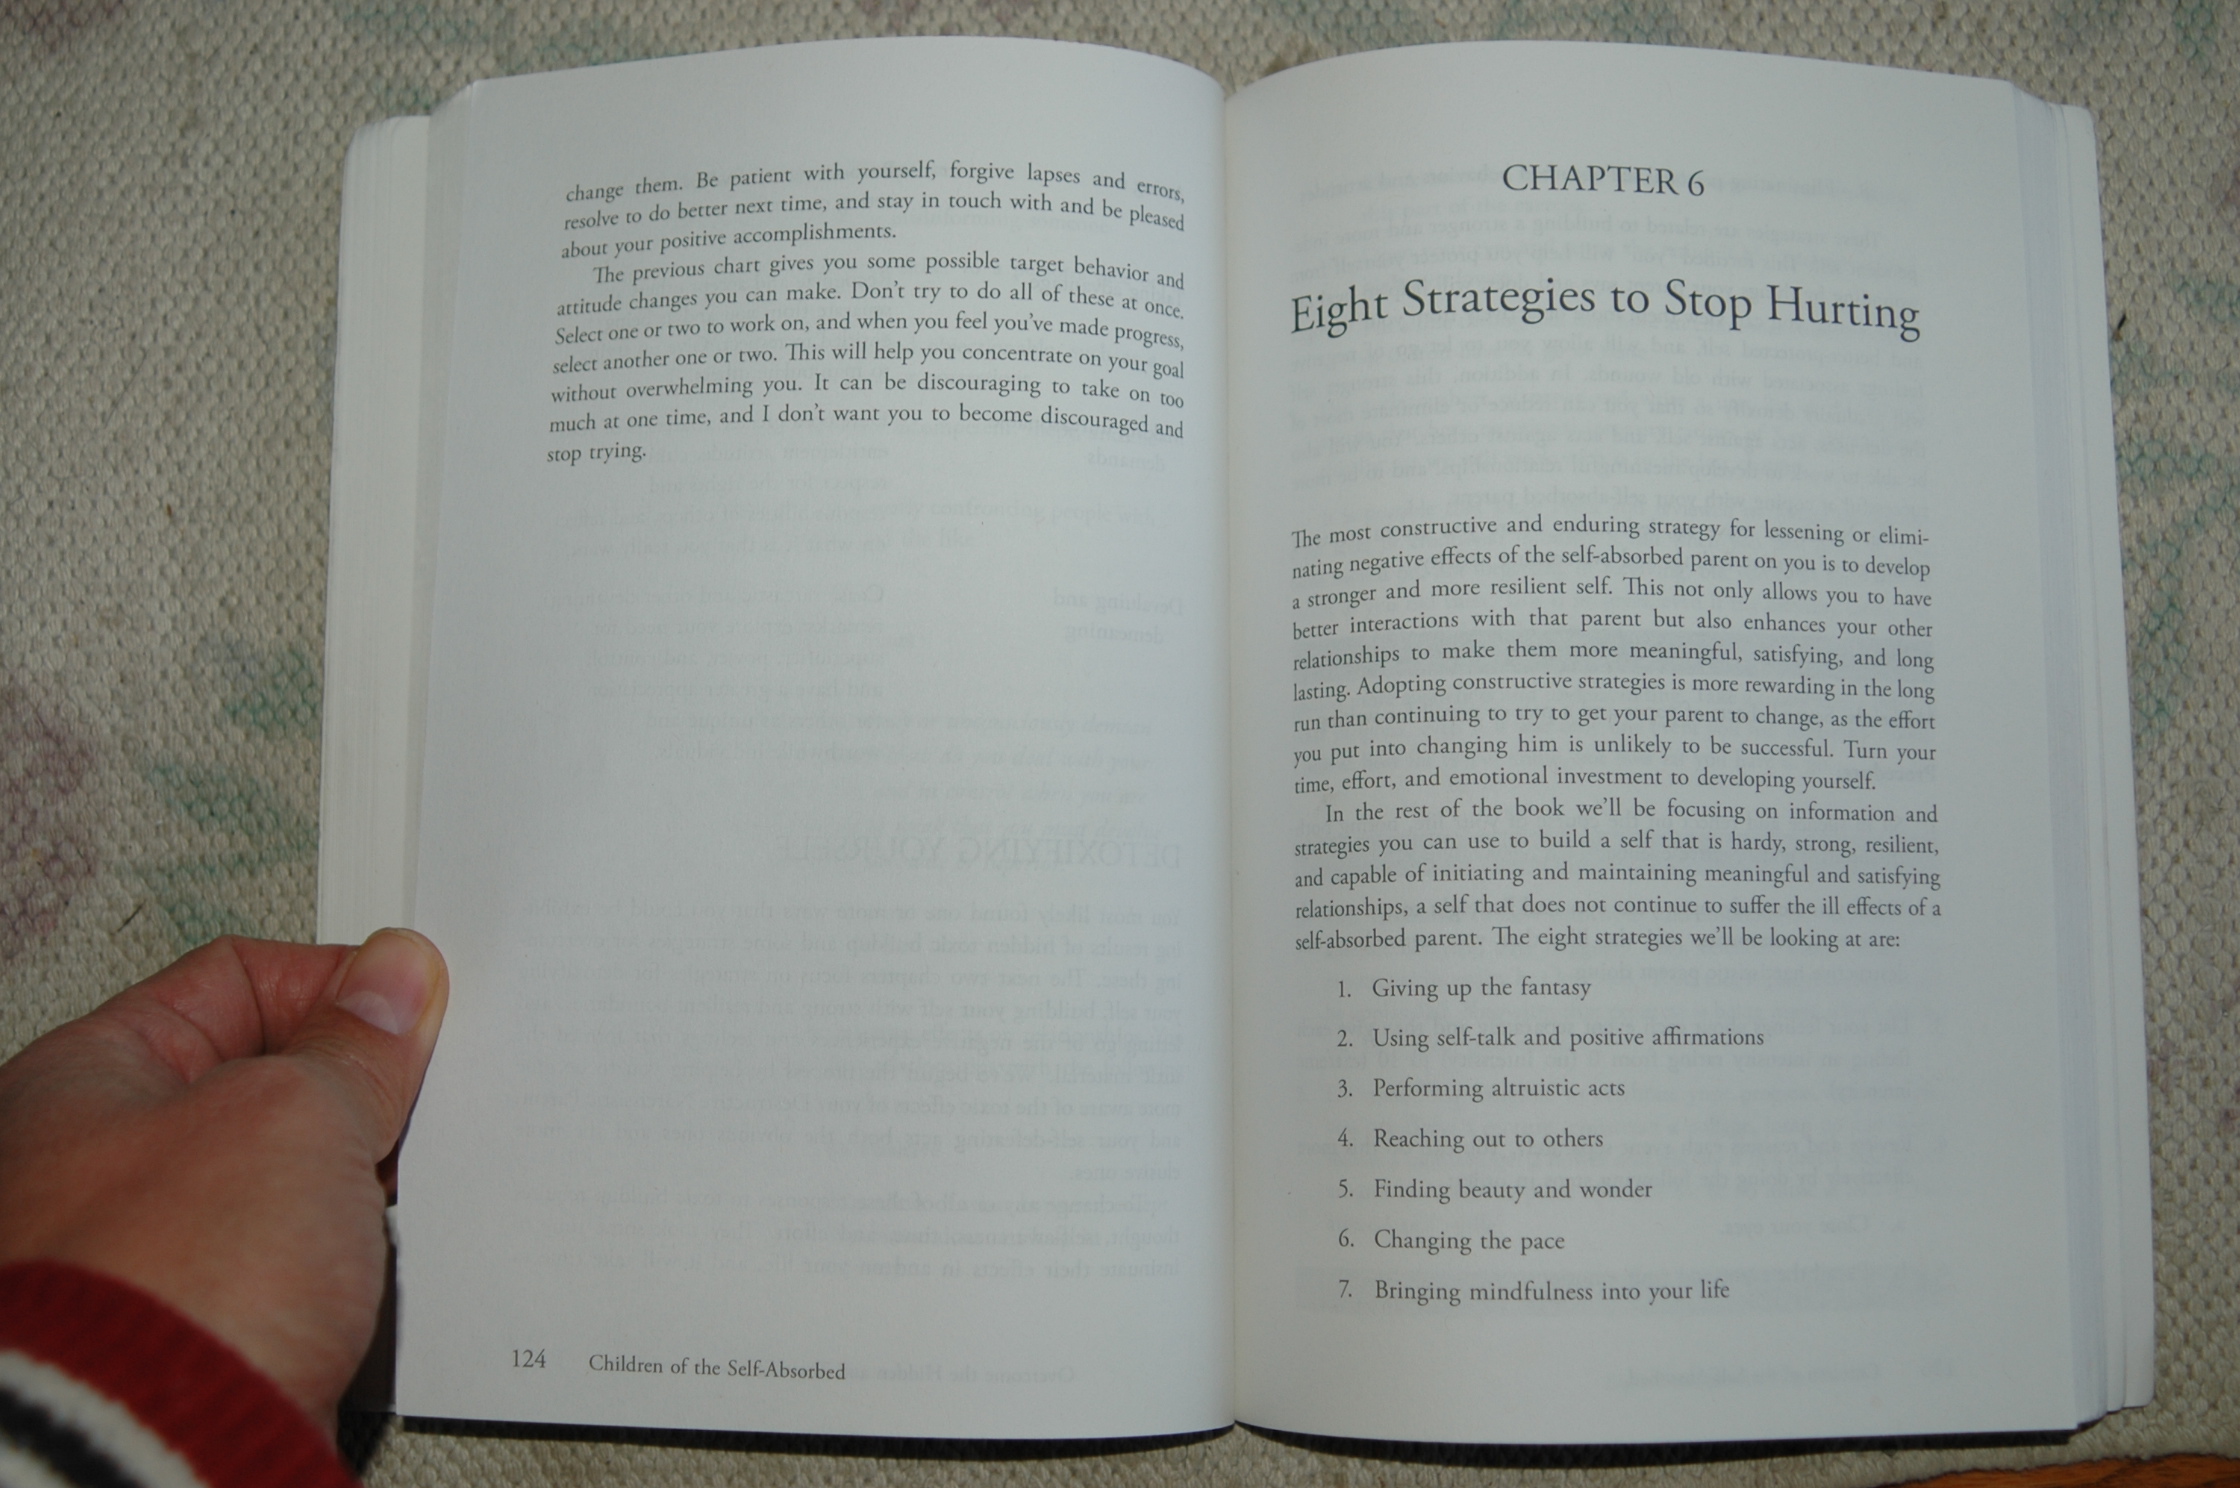 change them. Be patient with yourself, forgive lapses and errors,
resolve to do better next time, and stay in touch with and be pleased
about your positive accomplishments.
The previous chart gives you some possible target behavior and
attitude changes you can make. Don't try to do all of these at once.
Select one or two to work on, and when you feel you've made progress,
select another one or two. This will help you concentrate on your goal
without overwhelming you. It can be discouraging to take on too
much at one time, and I don't want you to become discouraged and
stop trying.
124 Children of the Self-Absorbed
CHAPTER 6
Eight Strategies to Stop Hurting
The most constructive and enduring strategy for lessening or elimi-
nating negative effects of the self-absorbed parent on you is to develop
a stronger and more resilient self. This not only allows you to have
better interactions with that parent but also enhances your other
relationships to make them more meaningful, satisfying, and long
lasting. Adopting constructive strategies is more rewarding in the long
run than continuing to try to get your parent to change, as the effort
you put into changing him is unlikely to be successful. Turn your
time, effort, and emotional investment to developing yourself.
In the rest of the book we'll be focusing on information and
strategies you can use to build a self that is hardy, strong, resilient,
and capable of initiating and maintaining meaningful and satisfying
relationships, a self that does not continue to suffer the ill effects of a
self-absorbed parent. The eight strategies we'll be looking at are:
1. Giving up the fantasy
2. Using self-talk and positive affirmations
3. Performing altruistic acts
4. Reaching out to others
5. Finding beauty and wonder
6. Changing the pace
7. Bringing mindfulness into your life